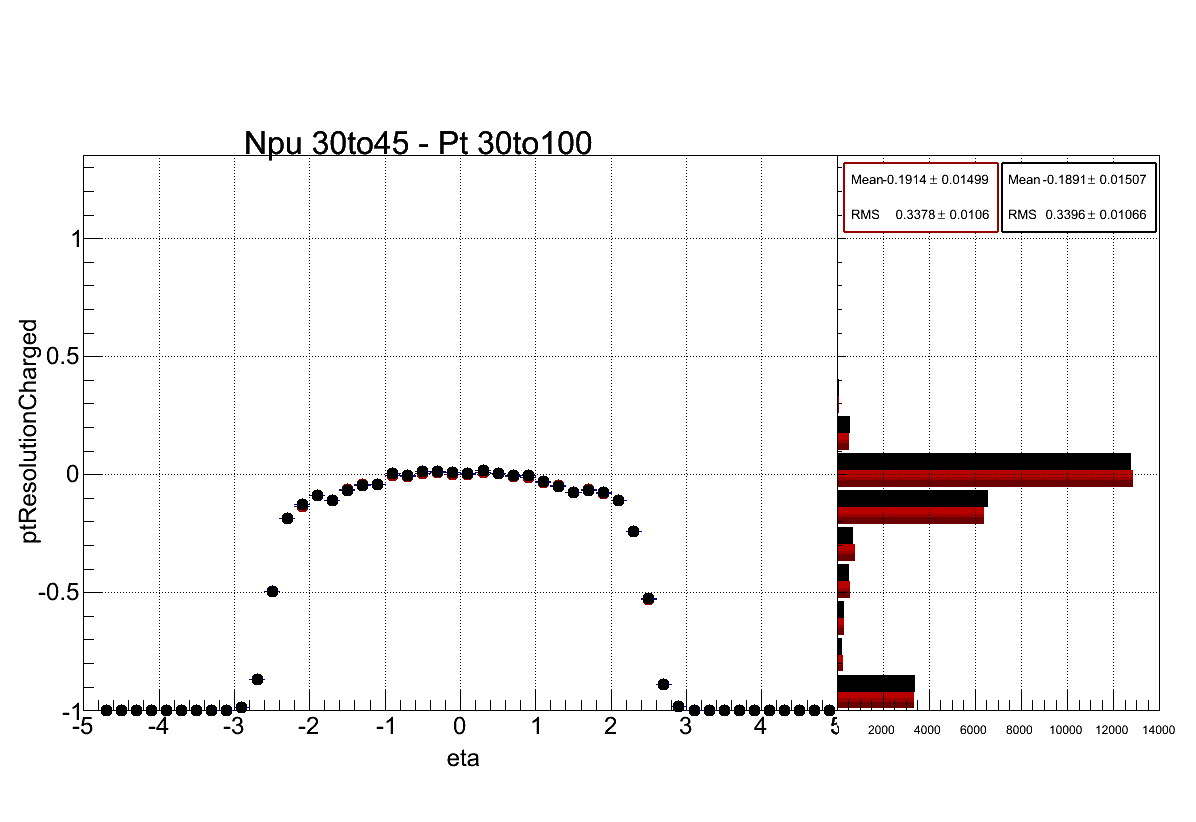 Npu 30to45 - Pt 30to100
Mean -0.1914 ± 0.01499
RMS 0.3378 ± 0.0106
Mean -0.1891 ± 0.01507
RMS 0.3396 ± 0.01066
ptResolutionCharged
1
0.5
0
-0.5
-1
-5 -4 -3 -2 -1 0 1 2 3 4
2000 4000 6000 8000 10000 12000 14000
eta